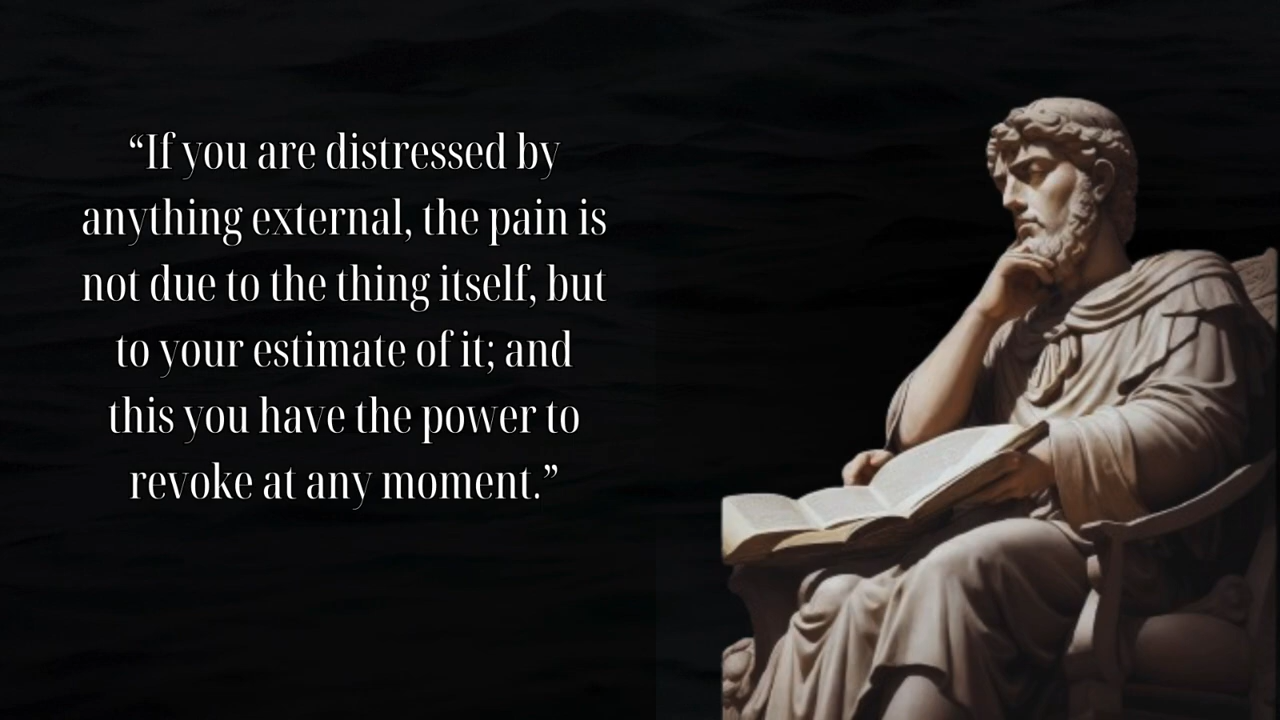 “If you are distressed by
anything external, the pain is
not due to the thing itself, but
to your estimate of it; and
this you have the power to
revoke at any moment.”